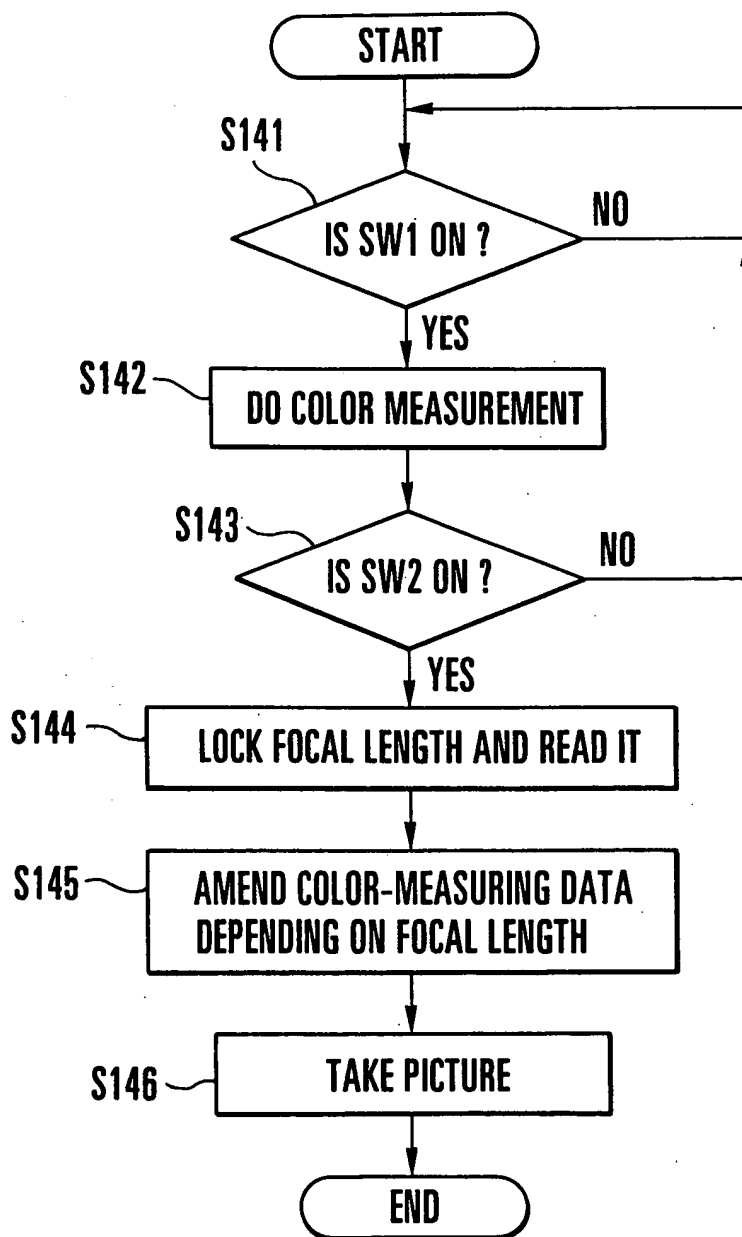 START
S141
IS SW1 ON ?
NO
YES
S142
DO COLOR MEASUREMENT
S143
IS SW2 ON ?
NO
YES
S144
LOCK FOCAL LENGTH AND READ IT
S145
AMEND COLOR-MEASURING DATA
DEPENDING ON FOCAL LENGTH
S146
TAKE PICTURE
END